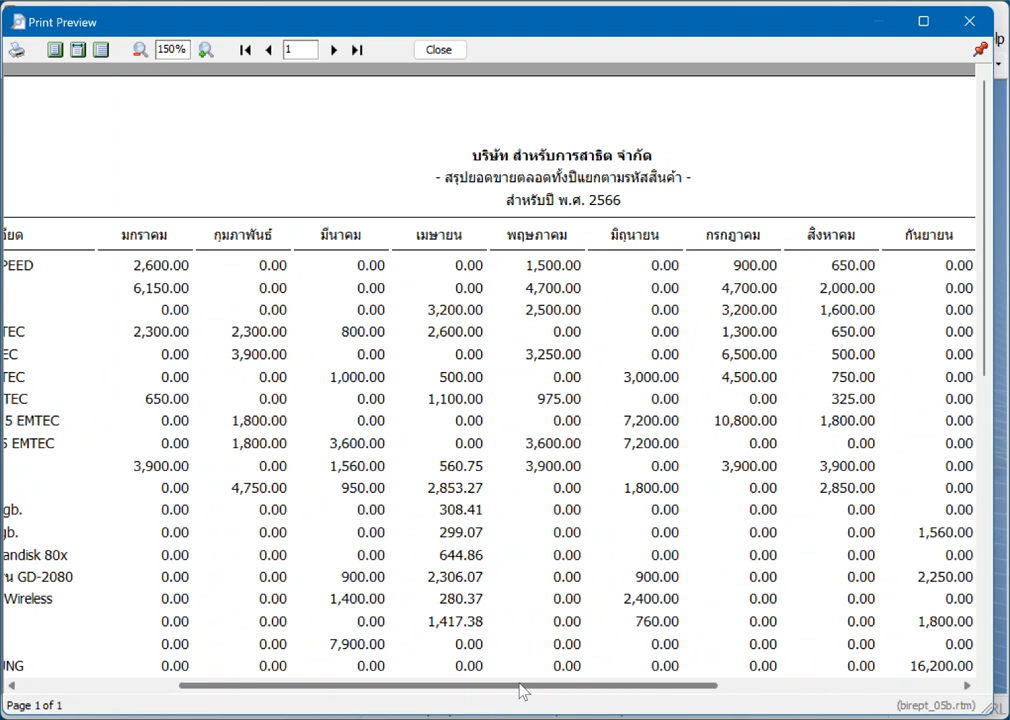 Print Preview
lp
150% 1 Close
บริษัท สำหรับการสาธิต จำกัด
- สรุปยอดขายตลอดทั้งปีแยกตามรหัสสินค้า -
สำหรับปี พ.ศ. 2566
มกราคม กุมภาพันธ์ มีนาคม เมษายน พฤษภาคม มิถุนายน กรกฎาคม สิงหาคม กันยายน
PEED 2,600.00 0.00 0.00 0.00 1,500.00 0.00 900.00 650.00 0.00
6,150.00 0.00 0.00 0.00 4,700.00 0.00 4,700.00 2,000.00 0.00
0.00 0.00 0.00 3,200.00 2,500.00 0.00 3,200.00 1,600.00 0.00
TEC 2,300.00 2,300.00 800.00 2,600.00 0.00 0.00 1,300.00 650.00 0.00
EC 0.00 3,900.00 0.00 0.00 3,250.00 0.00 6,500.00 500.00 0.00
TEC 0.00 0.00 1,000.00 500.00 0.00 3,000.00 4,500.00 750.00 0.00
TEC 650.00 0.00 0.00 1,100.00 975.00 0.00 0.00 325.00 0.00
5 EMTEC 0.00 1,800.00 0.00 0.00 0.00 7,200.00 10,800.00 1,800.00 0.00
5 EMTEC 0.00 1,800.00 3,600.00 0.00 3,600.00 7,200.00 0.00 0.00 0.00
3,900.00 0.00 1,560.00 560.75 3,900.00 0.00 3,900.00 3,900.00 0.00
0.00 4,750.00 950.00 2,853.27 0.00 1,800.00 0.00 2,850.00 0.00
gb. 0.00 0.00 0.00 308.41 0.00 0.00 0.00 0.00 0.00
gb. 0.00 0.00 0.00 299.07 0.00 0.00 0.00 0.00 1,560.00
andisk 80x 0.00 0.00 0.00 644.86 0.00 0.00 0.00 0.00 0.00
น GD-2080 0.00 0.00 900.00 2,306.07 0.00 900.00 0.00 0.00 2,250.00
Wireless 0.00 0.00 1,400.00 280.37 0.00 2,400.00 0.00 0.00 0.00
0.00 0.00 0.00 1,417.38 0.00 760.00 0.00 0.00 1,800.00
0.00 0.00 7,900.00 0.00 0.00 0.00 0.00 0.00 0.00
UNG 0.00 0.00 0.00 0.00 0.00 0.00 0.00 0.00 16,200.00
Page 1 of 1 (birept_05b.rtm)